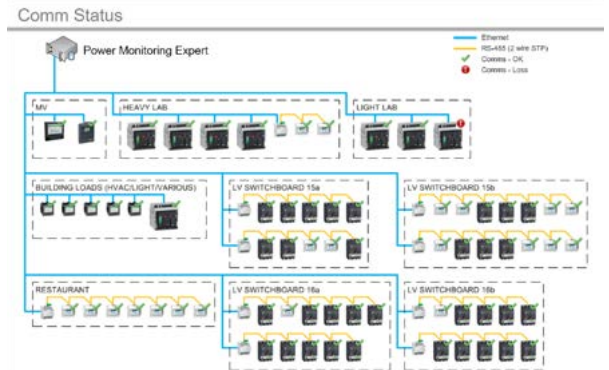 Comm Status
Power Monitoring Expert
Ethernet
RS-485 (2 wire STP)
Comms - OK
Comms - Loss
MV
HEAVY LAB
LIGHT LAB
BUILDING LOADS (HVAC/LIGHT/VARIOUS)
LV SWITCHBOARD 15a
LV SWITCHBOARD 15b
RESTAURANT
LV SWITCHBOARD 16a
LV SWITCHBOARD 16b